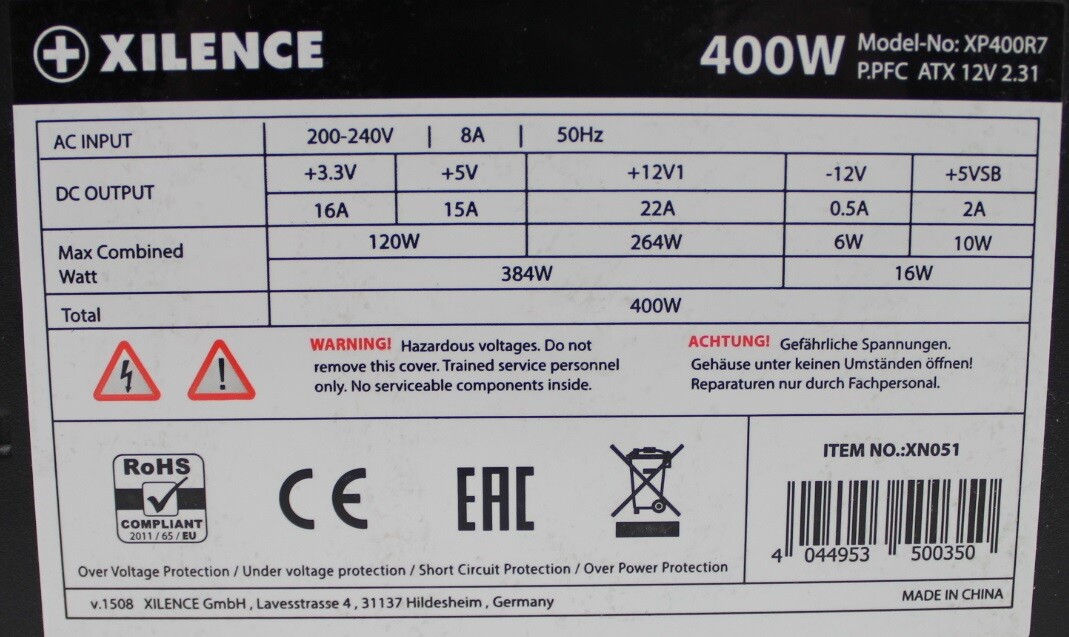 XILENCE
400W Model-No: XP400R7
P.PFC ATX 12V 2.31
AC INPUT 200-240V | 8A | 50Hz
DC OUTPUT +3.3V +5V +12V1 -12V +5VSB
16A 15A 22A 0.5A 2A
Max Combined Watt 120W 264W 6W 10W
384W 16W
Total 400W
WARNING! Hazardous voltages. Do not
remove this cover. Trained service personnel
only. No serviceable components inside.
ACHTUNG! Gefährliche Spannungen.
Gehäuse unter keinen Umständen öffnen!
Reparaturen nur durch Fachpersonal.
RoHS
COMPLIANT
2011 / 65 / EU
CE
EAC
ITEM NO.:XN051
4 044953 500350
Over Voltage Protection / Under voltage protection / Short Circuit Protection / Over Power Protection
v.1508 XILENCE GmbH , Lavesstrasse 4 , 31137 Hildesheim , Germany
MADE IN CHINA